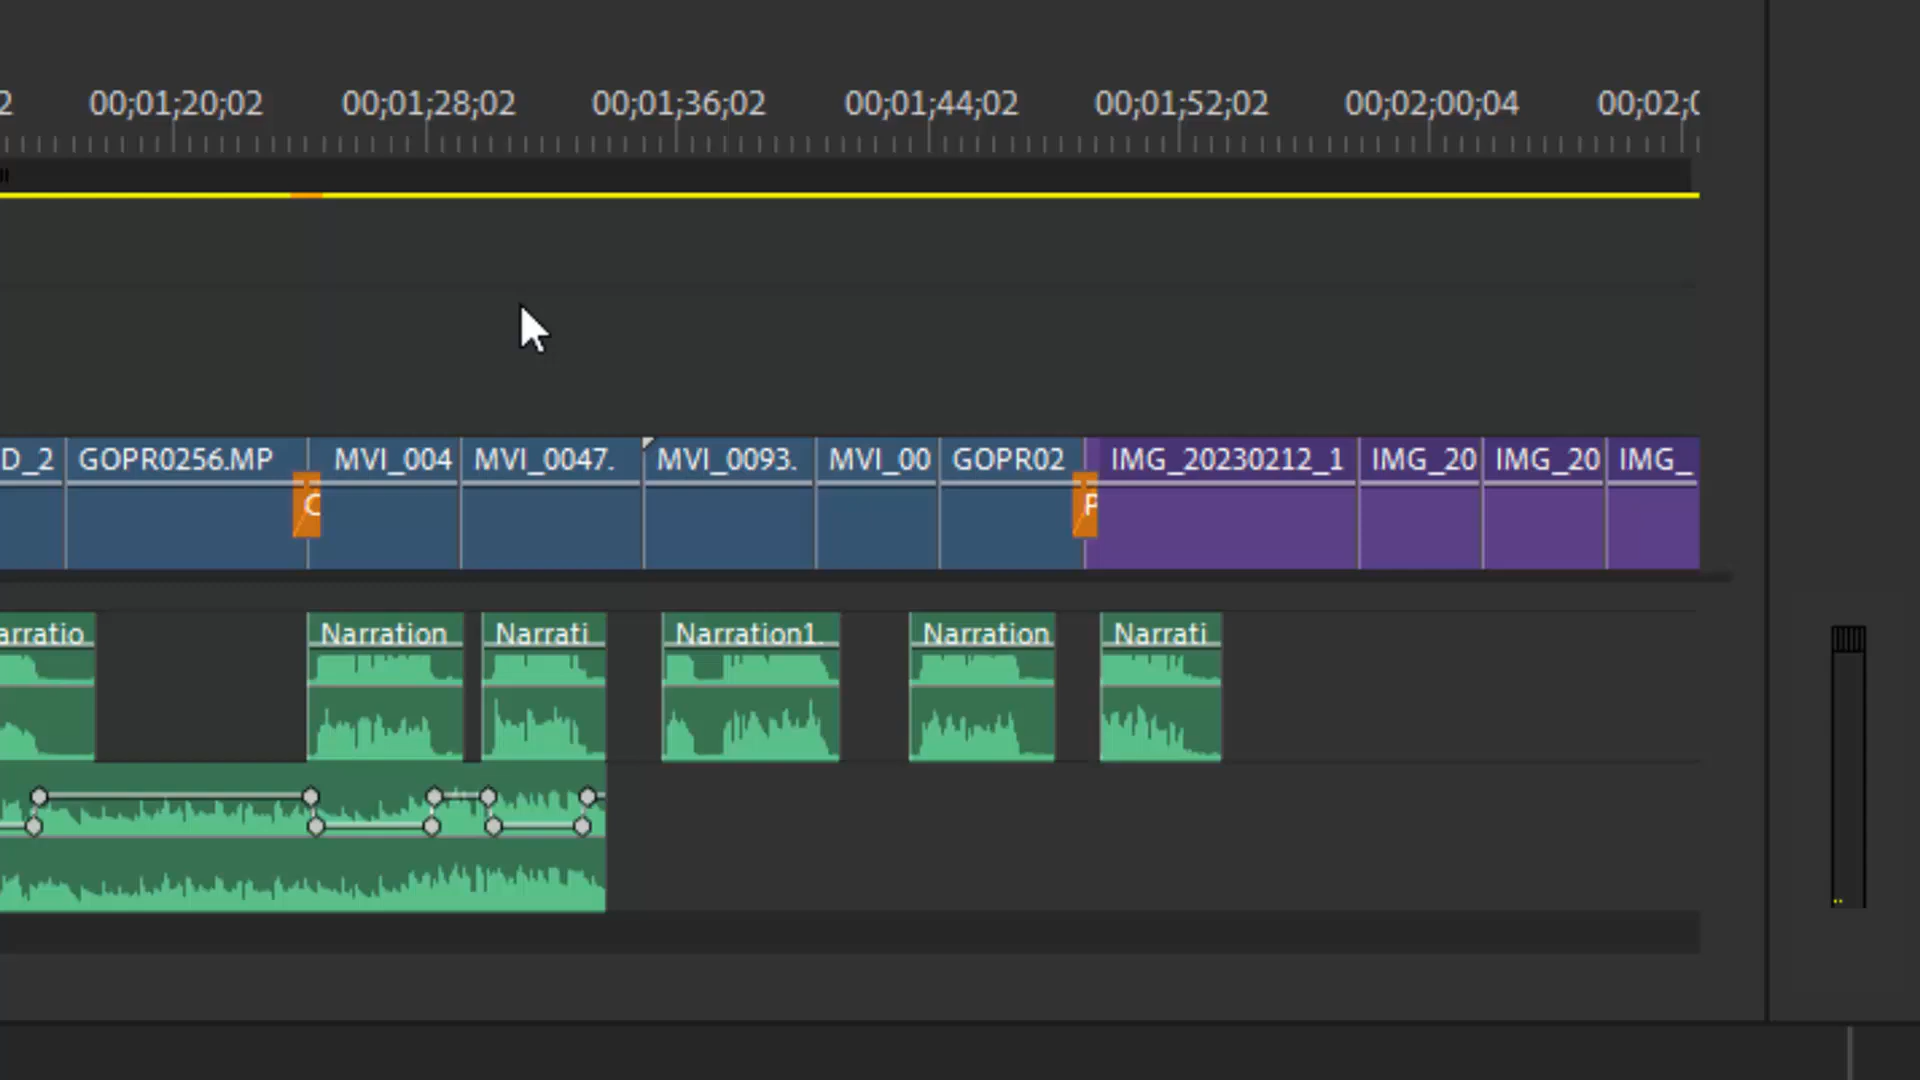 2 00;01;20;02 00;01;28;02 00;01;36;02 00;01;44;02 00;01;52;02 00;02;00;04 00;02;0
D_2 GOPR0256.MP MVI_004 MVI_0047. MVI_0093. MVI_00 GOPR02 IMG_20230212_1 IMG_20 IMG_20 IMG_
C P
arratio Narration Narrati Narration1. Narration Narrati